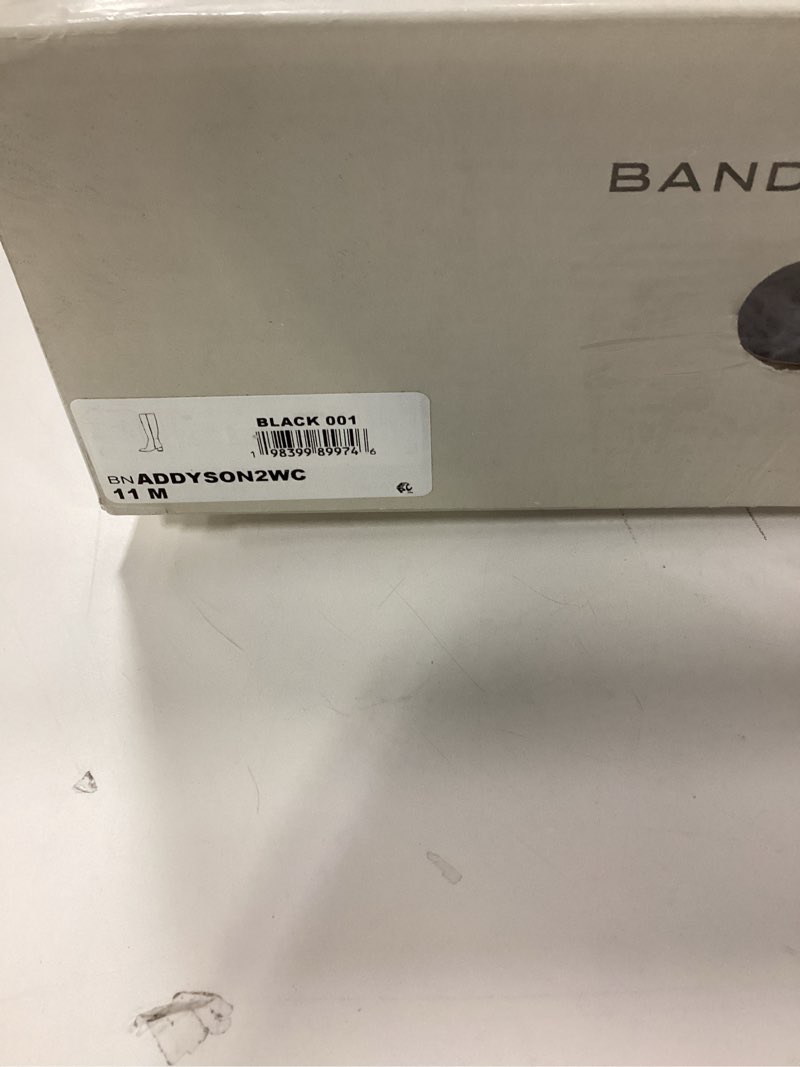 BAND
BLACK 001
1 98399 89974 6
BNADDYSON2WC
11 M